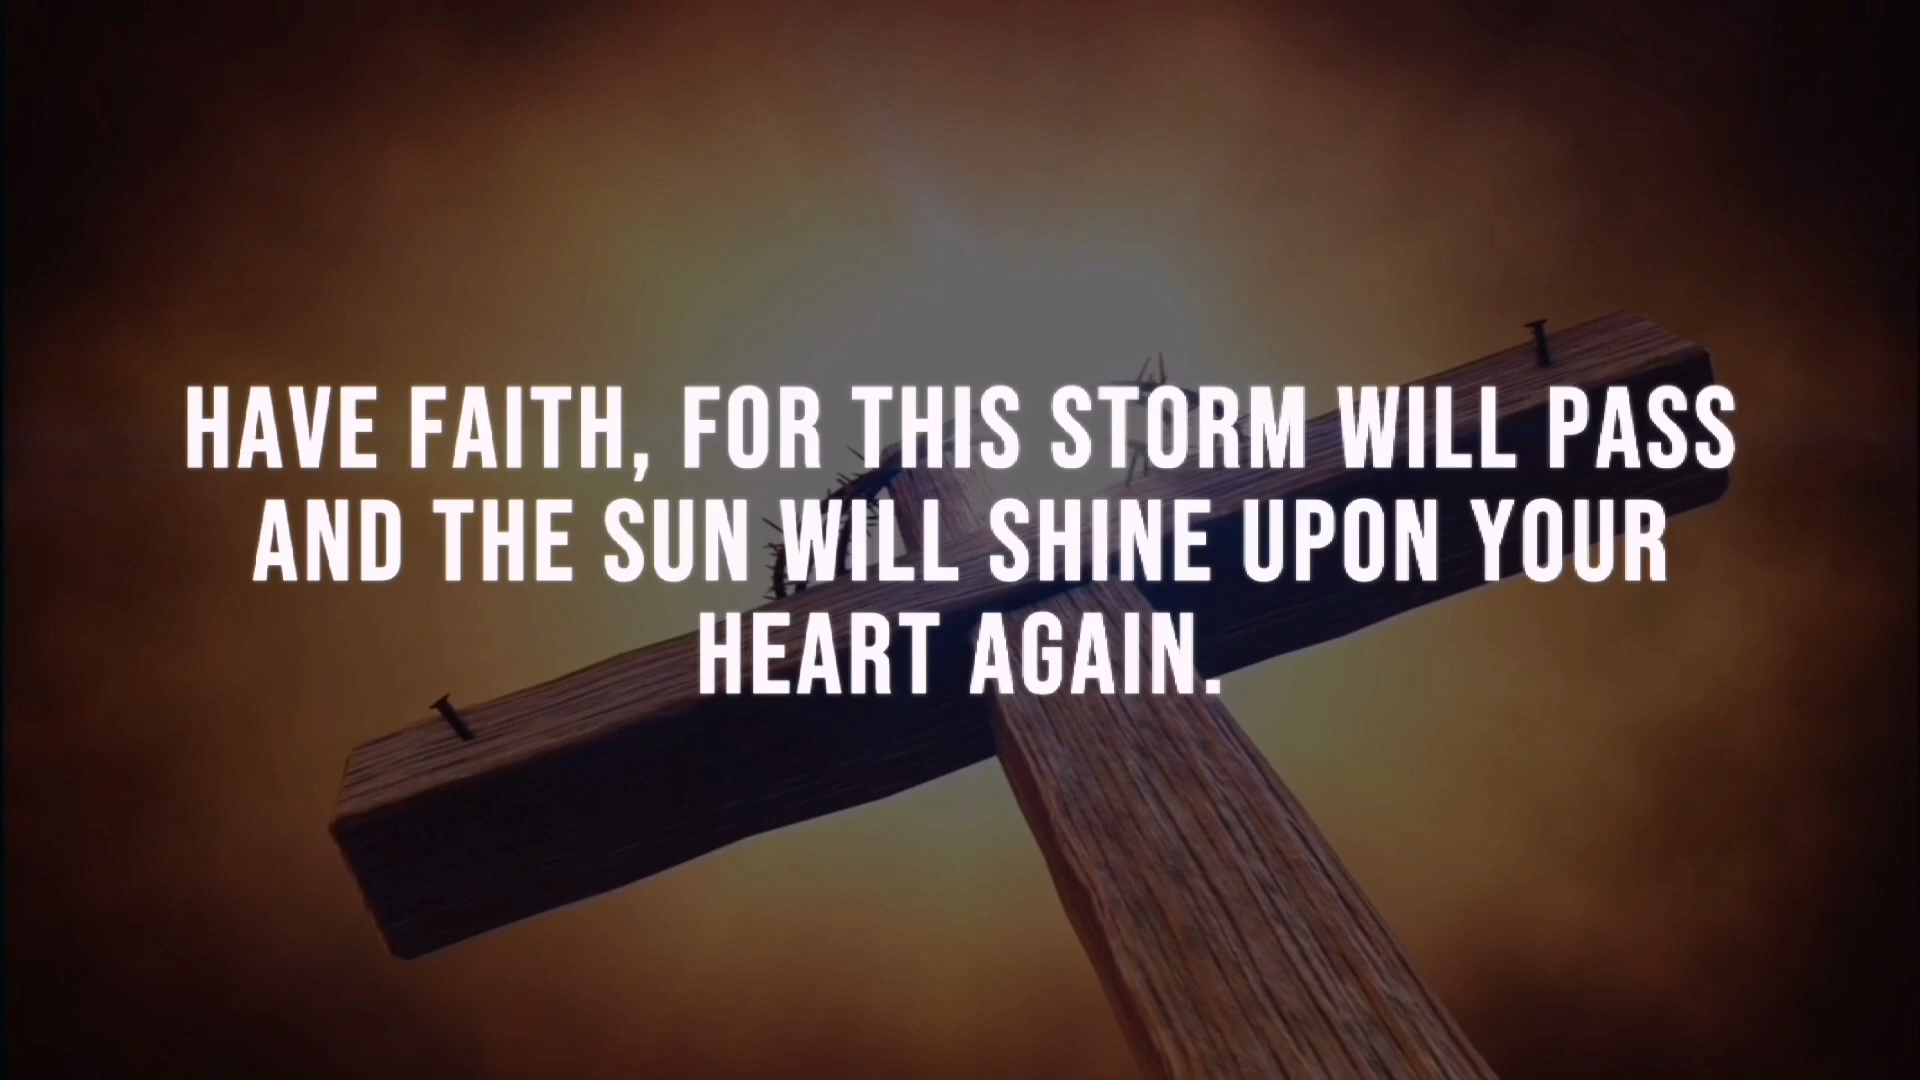 HAVE FAITH, FOR THIS STORM WILL PASS
AND THE SUN WILL SHINE UPON YOUR
HEART AGAIN.